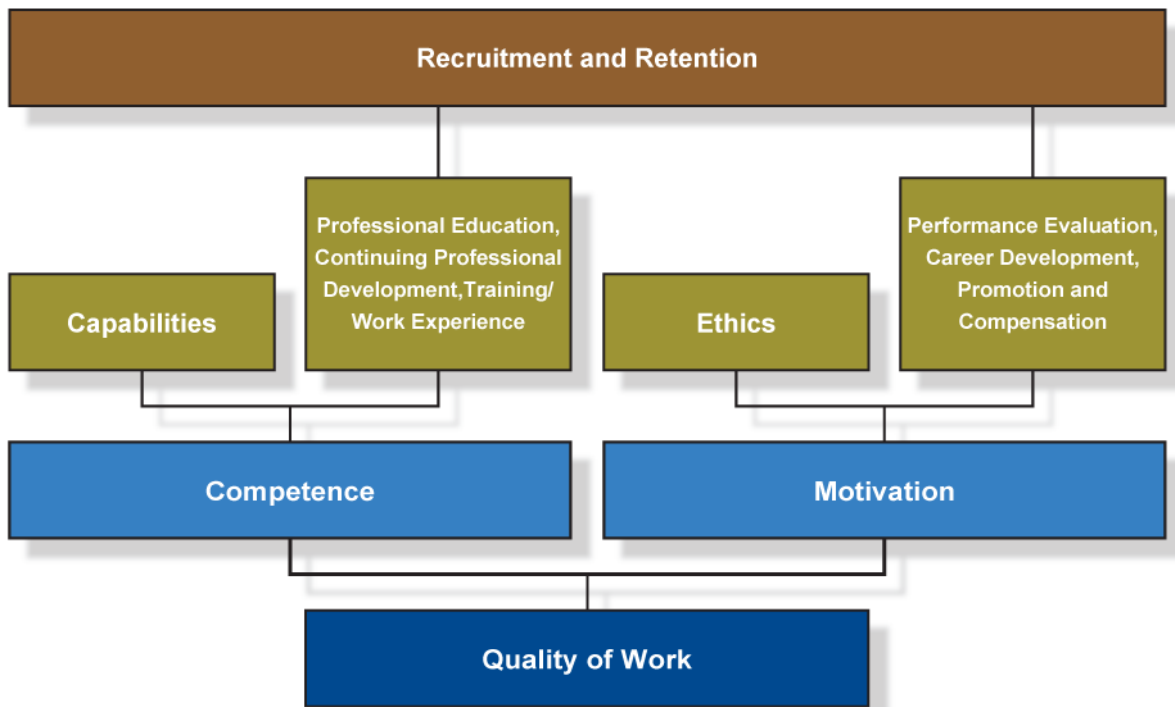 Recruitment and Retention
Professional Education,
Continuing Professional
Development,Training/
Work Experience
Performance Evaluation,
Career Development,
Promotion and
Compensation
Capabilities
Ethics
Competence
Motivation
Quality of Work